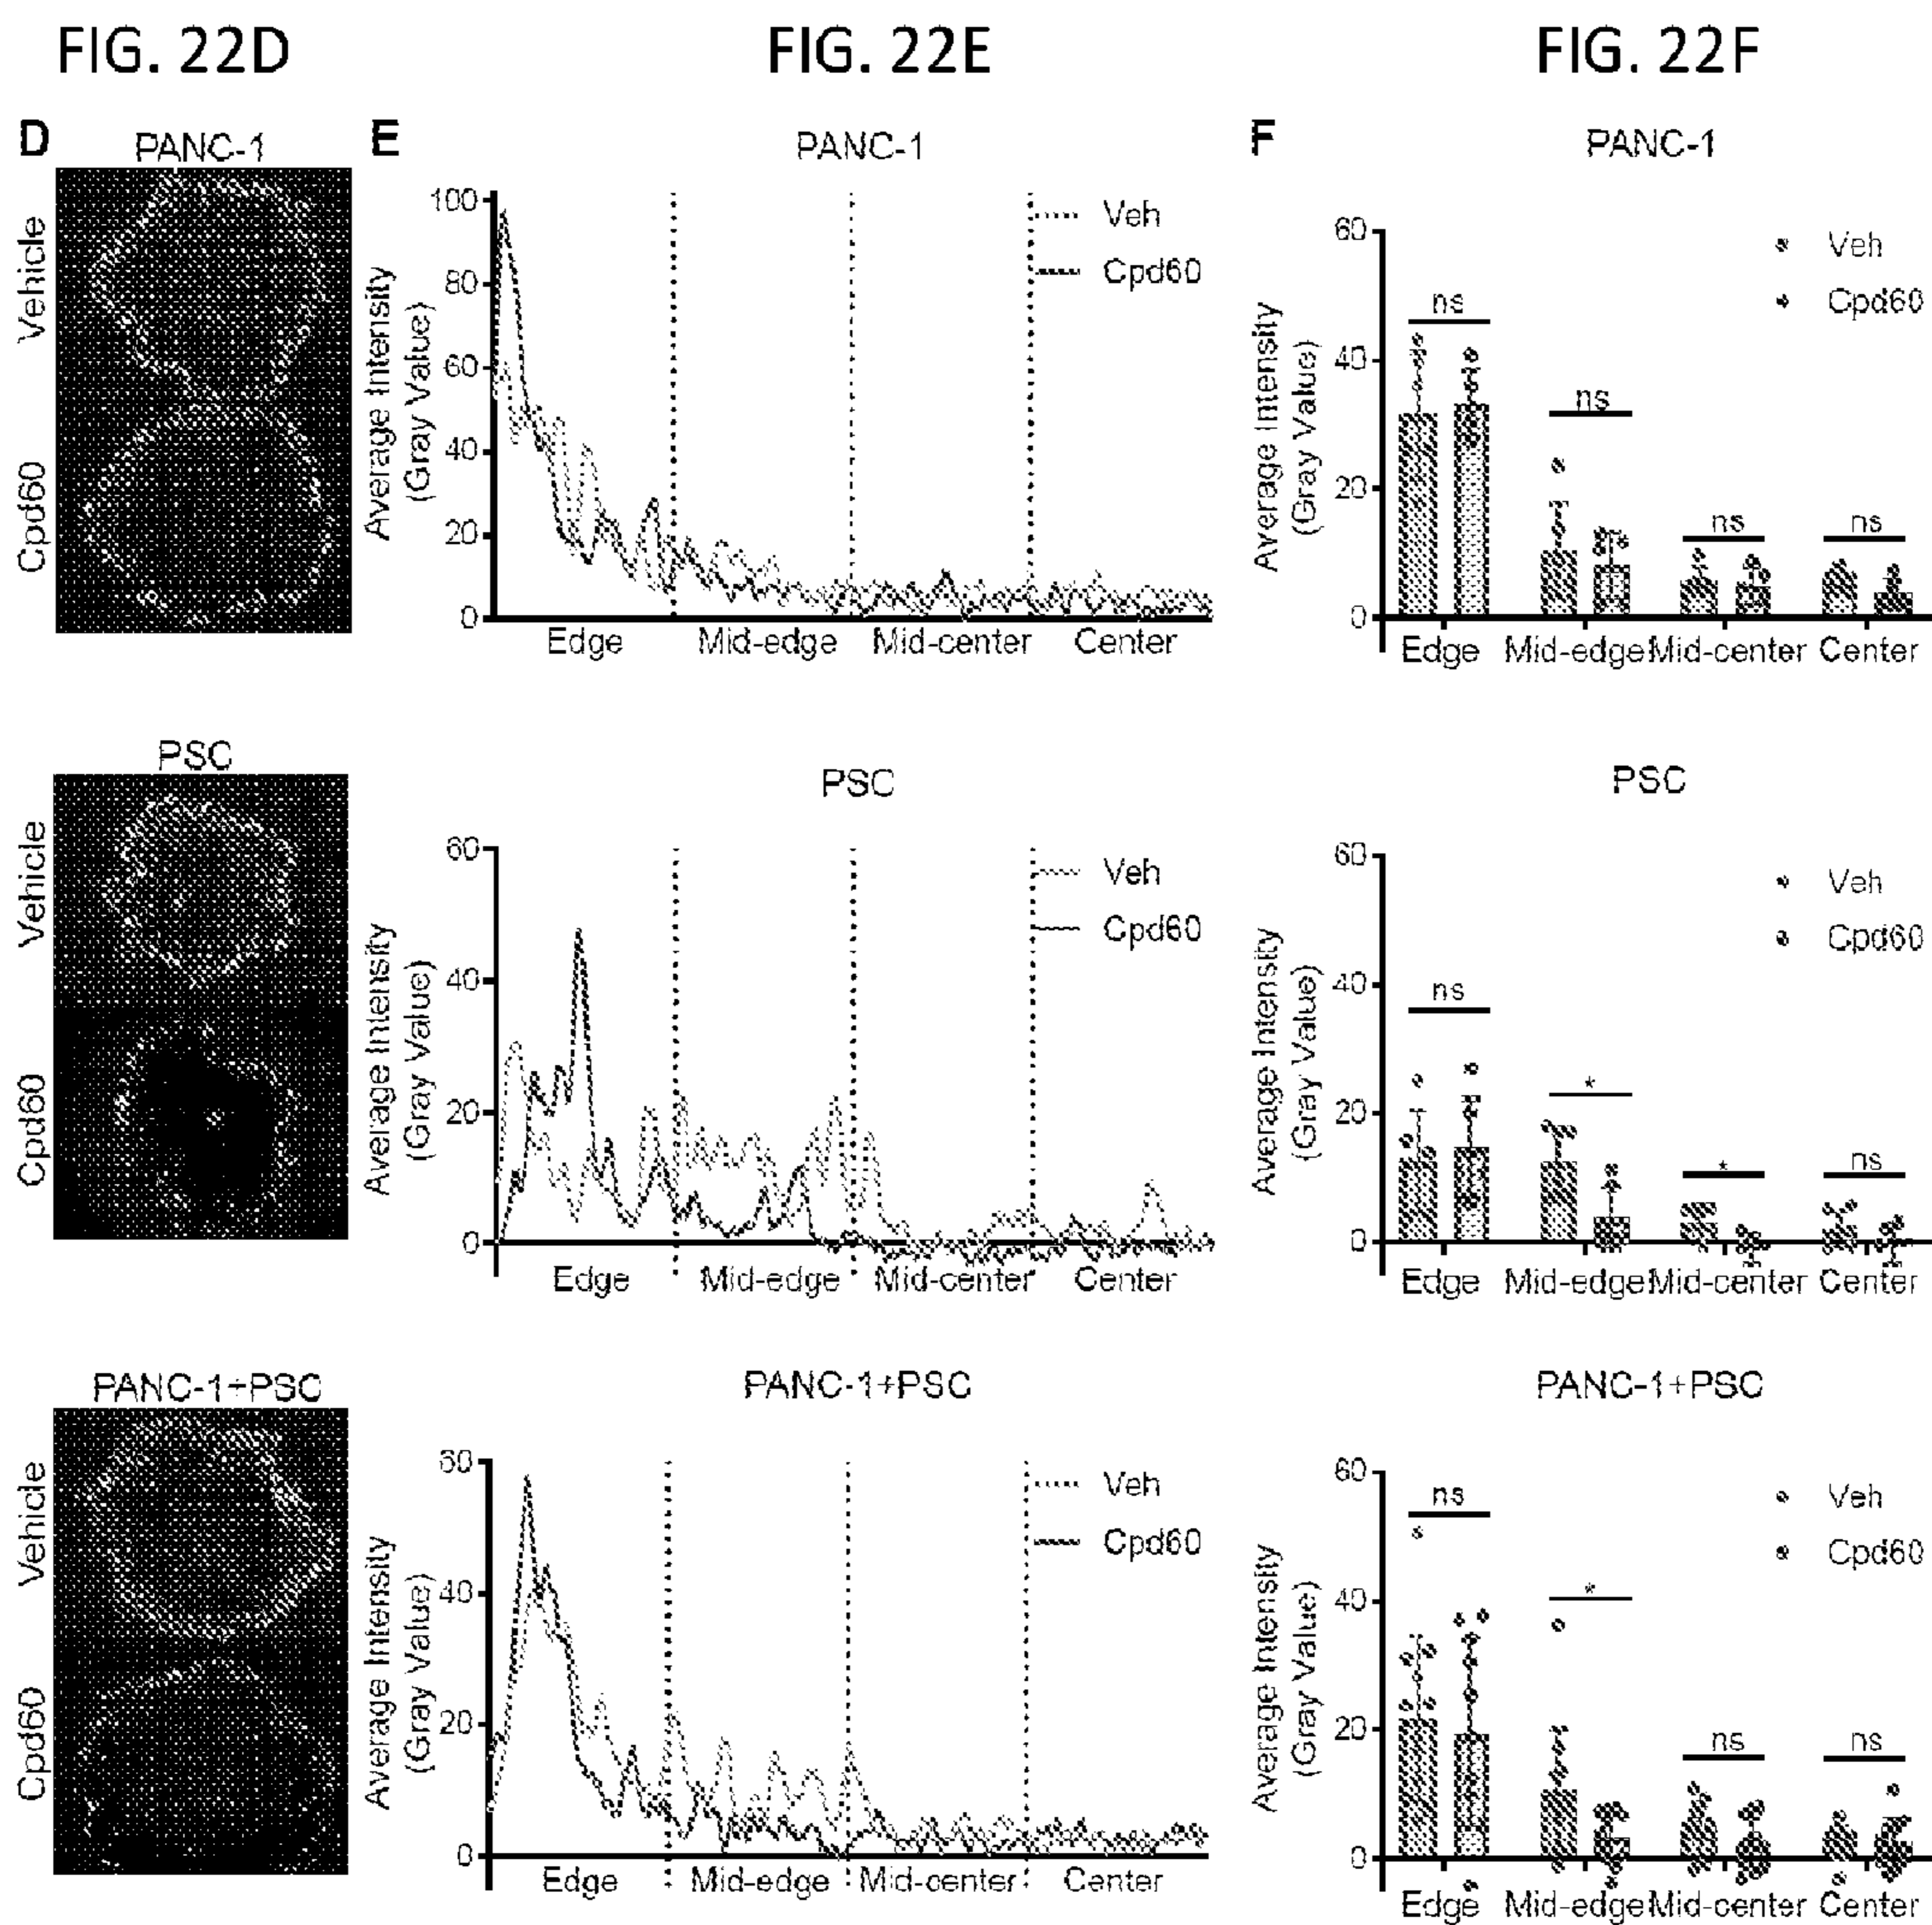 FIG. 22D
FIG. 22E
FIG. 22F
D
PANC-1
Vehicle
Cpd60
PSC
Vehicle
Cpd60
PANC-1+PSC
Vehicle
Cpd60
E
PANC-1
Average Intensity
(Gray Value)
100
80
60
40
20
0
Veh
Cpd60
Edge
Mid-edge
Mid-center
Center
PSC
Average Intensity
(Gray Value)
60
40
20
0
Veh
Cpd60
Edge
Mid-edge
Mid-center
Center
PANC-1+PSC
Average Intensity
(Gray Value)
60
40
20
0
Veh
Cpd60
Edge
Mid-edge
Mid-center
Center
F
PANC-1
Average Intensity
(Gray Value)
60
40
20
0
Veh
Cpd60
ns
ns
ns
ns
Edge
Mid-edge
Mid-center
Center
PSC
Average Intensity
(Gray Value)
60
40
20
0
Veh
Cpd60
ns
*
*
ns
Edge
Mid-edge
Mid-center
Center
PANC-1+PSC
Average Intensity
(Gray Value)
60
40
20
0
Veh
Cpd60
ns
*
ns
ns
Edge
Mid-edge
Mid-center
Center